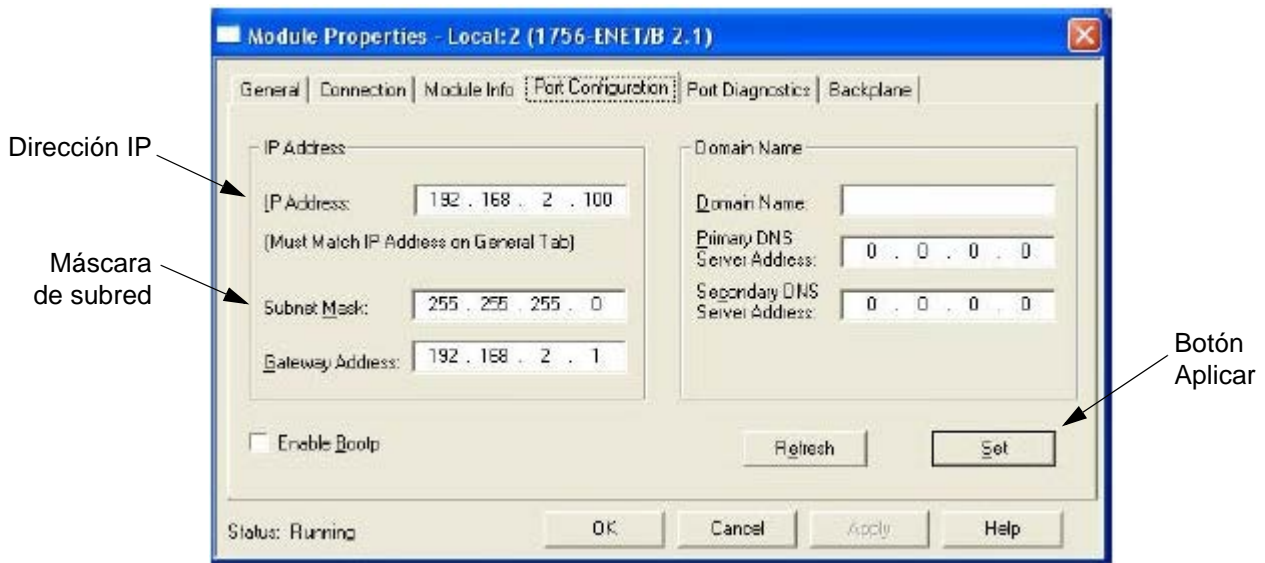 Module Properties - Local:2 (1756-ENET/B 2.1)
General
Connection
Module Info
Port Configuration
Port Diagnostics
Backplane
Dirección IP
IP Address
IP Address:
192 . 168 . 2 . 100
(Must Match IP Address on General Tab)
Máscara
de subred
Subnet Mask:
255 . 255 . 255 . 0
Gateway Address:
192 . 168 . 2 . 1
Domain Name
Domain Name:
Primary DNS
Server Address:
0 . 0 . 0 . 0
Secondary DNS
Server Address:
0 . 0 . 0 . 0
Botón
Aplicar
Enable Bootp
Refresh
Set
Status: Running
OK
Cancel
Apply
Help